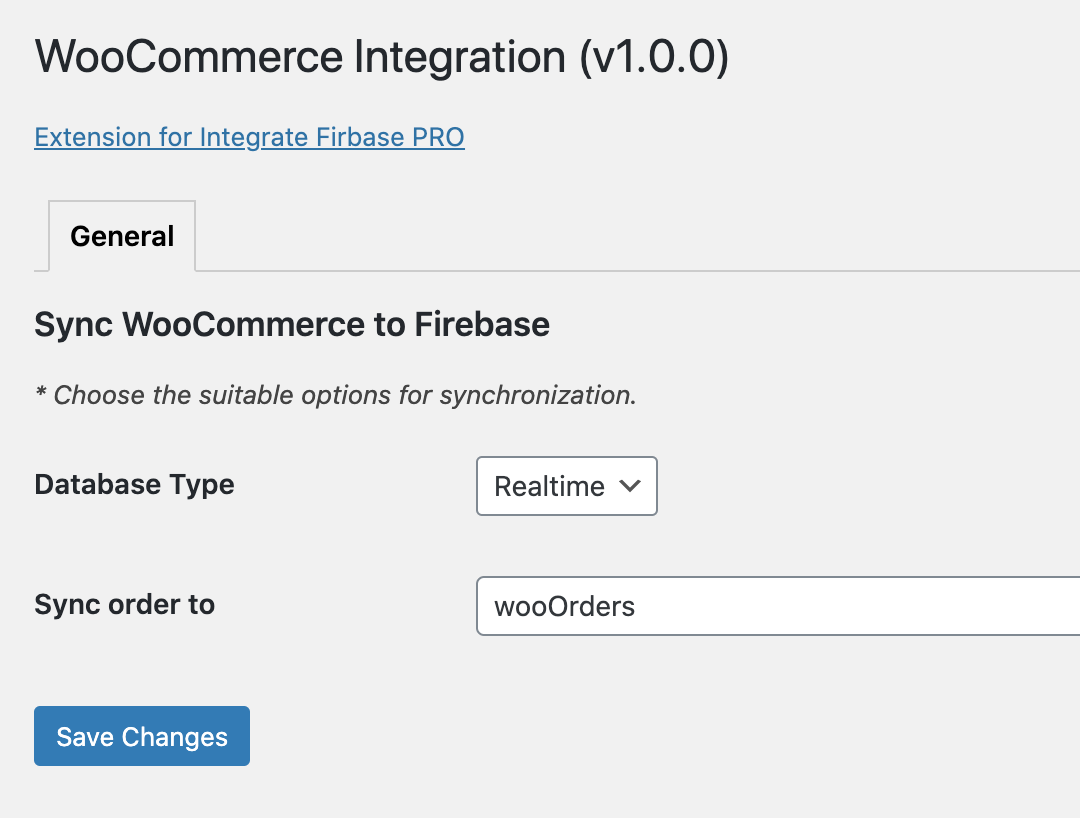 WooCommerce Integration (v1.0.0)
Extension for Integrate Firbase PRO
General
Sync WooCommerce to Firebase
* Choose the suitable options for synchronization.
Database Type
Realtime
Sync order to
wooOrders
Save Changes